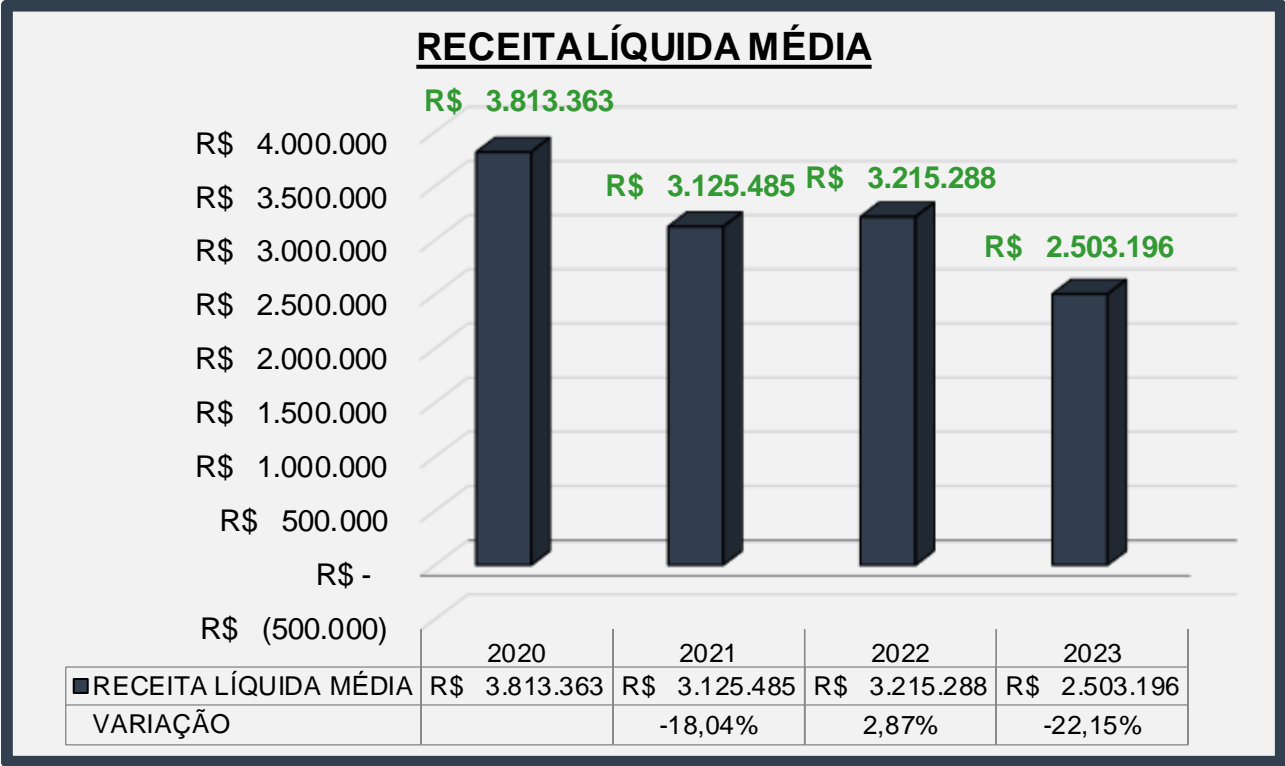 RECEITA LÍQUIDA MÉDIA
R$ 3.813.363
R$ 3.125.485
R$ 3.215.288
R$ 2.503.196
R$ 4.000.000
R$ 3.500.000
R$ 3.000.000
R$ 2.500.000
R$ 2.000.000
R$ 1.500.000
R$ 1.000.000
R$ 500.000
R$ -
R$ (500.000)
2020 2021 2022 2023
RECEITA LÍQUIDA MÉDIA R$ 3.813.363 R$ 3.125.485 R$ 3.215.288 R$ 2.503.196
VARIAÇÃO -18,04% 2,87% -22,15%